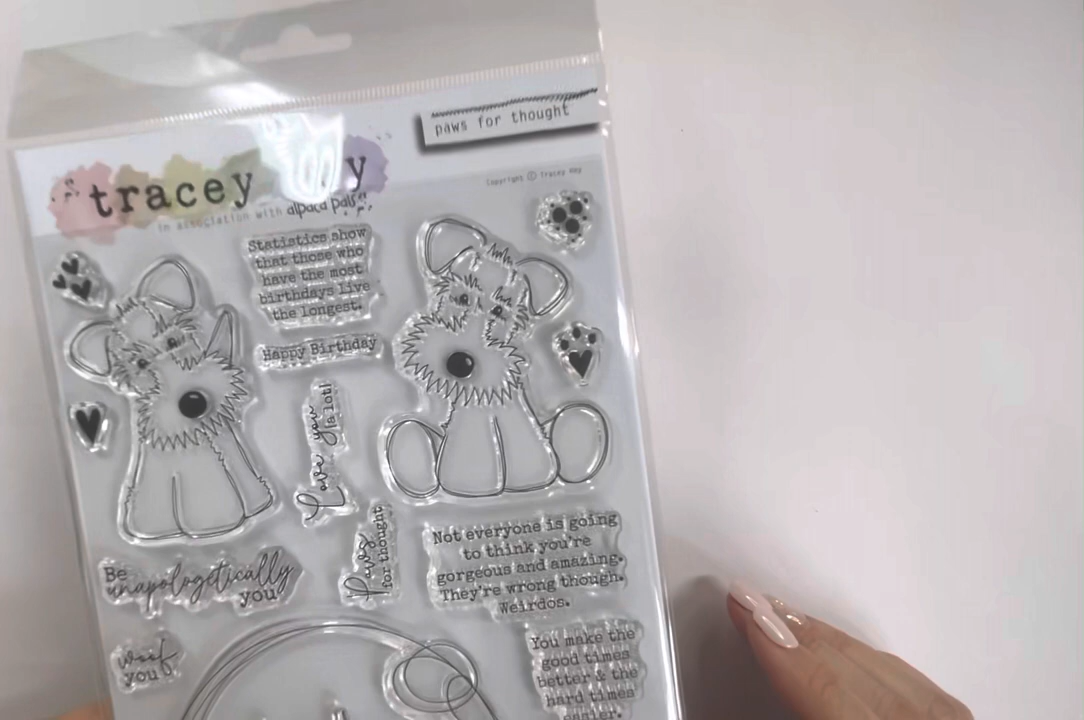 paws for thought
tracey
in association with alpaca pals
Copyright © Tracey Hey
Statistics show
that those who
have the most
birthdays live
the longest.
Happy Birthday
Love you
(a lot!
Paws
for thought
Not everyone is going
to think you're
gorgeous and amazing.
They're wrong though.
Weirdos.
Be
unapologetically
you
woof
you
You make the
good times
better & the
hard times
easier.